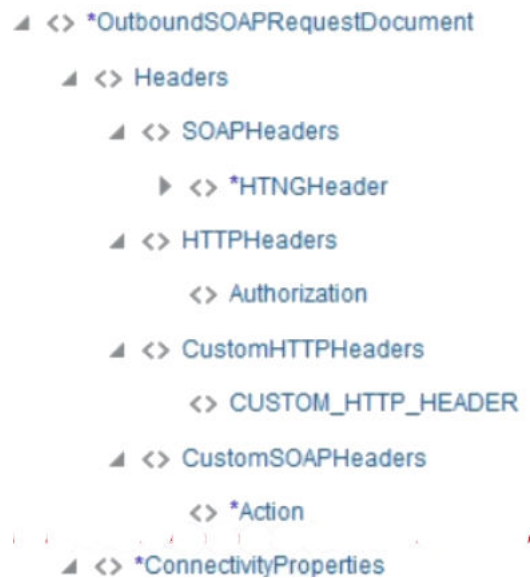 *OutboundSOAPRequestDocument
Headers
SOAPHeaders
*HTNGHeader
HTTPHeaders
Authorization
CustomHTTPHeaders
CUSTOM_HTTP_HEADER
CustomSOAPHeaders
*Action
*ConnectivityProperties